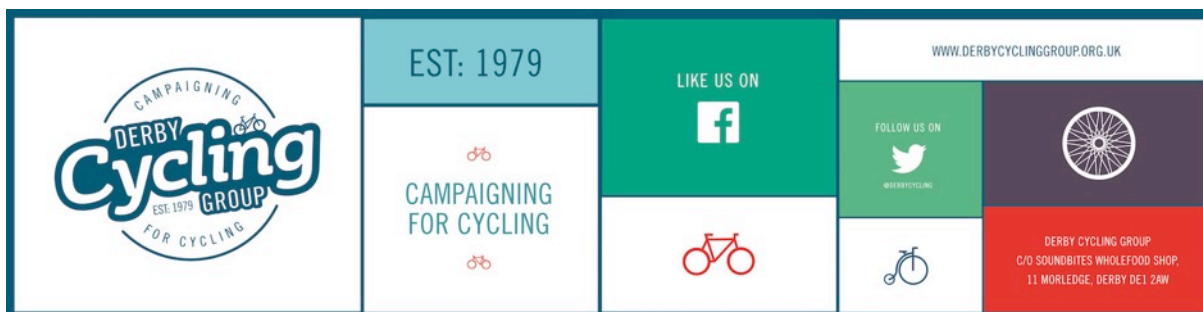 CAMPAIGNING
DERBY
Cycling
EST: 1979 GROUP
FOR CYCLING
EST: 1979
CAMPAIGNING
FOR CYCLING
LIKE US ON
WWW.DERBYCYCLINGGROUP.ORG.UK
FOLLOW US ON
@DERBYCYCLING
DERBY CYCLING GROUP
C/O SOUNDBITES WHOLEFOOD SHOP,
11 MORLEDGE, DERBY DE1 2AW